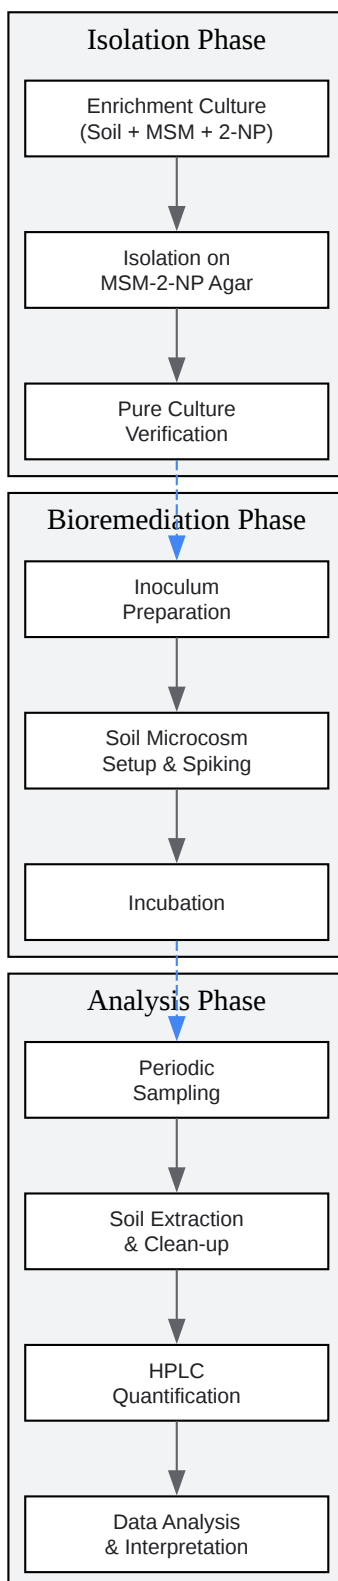 Isolation Phase
Enrichment Culture
(Soil + MSM + 2-NP)
Isolation on
MSM-2-NP Agar
Pure Culture
Verification
Bioremediation Phase
Inoculum
Preparation
Soil Microcosm
Setup & Spiking
Incubation
Analysis Phase
Periodic
Sampling
Soil Extraction
& Clean-up
HPLC
Quantification
Data Analysis
& Interpretation